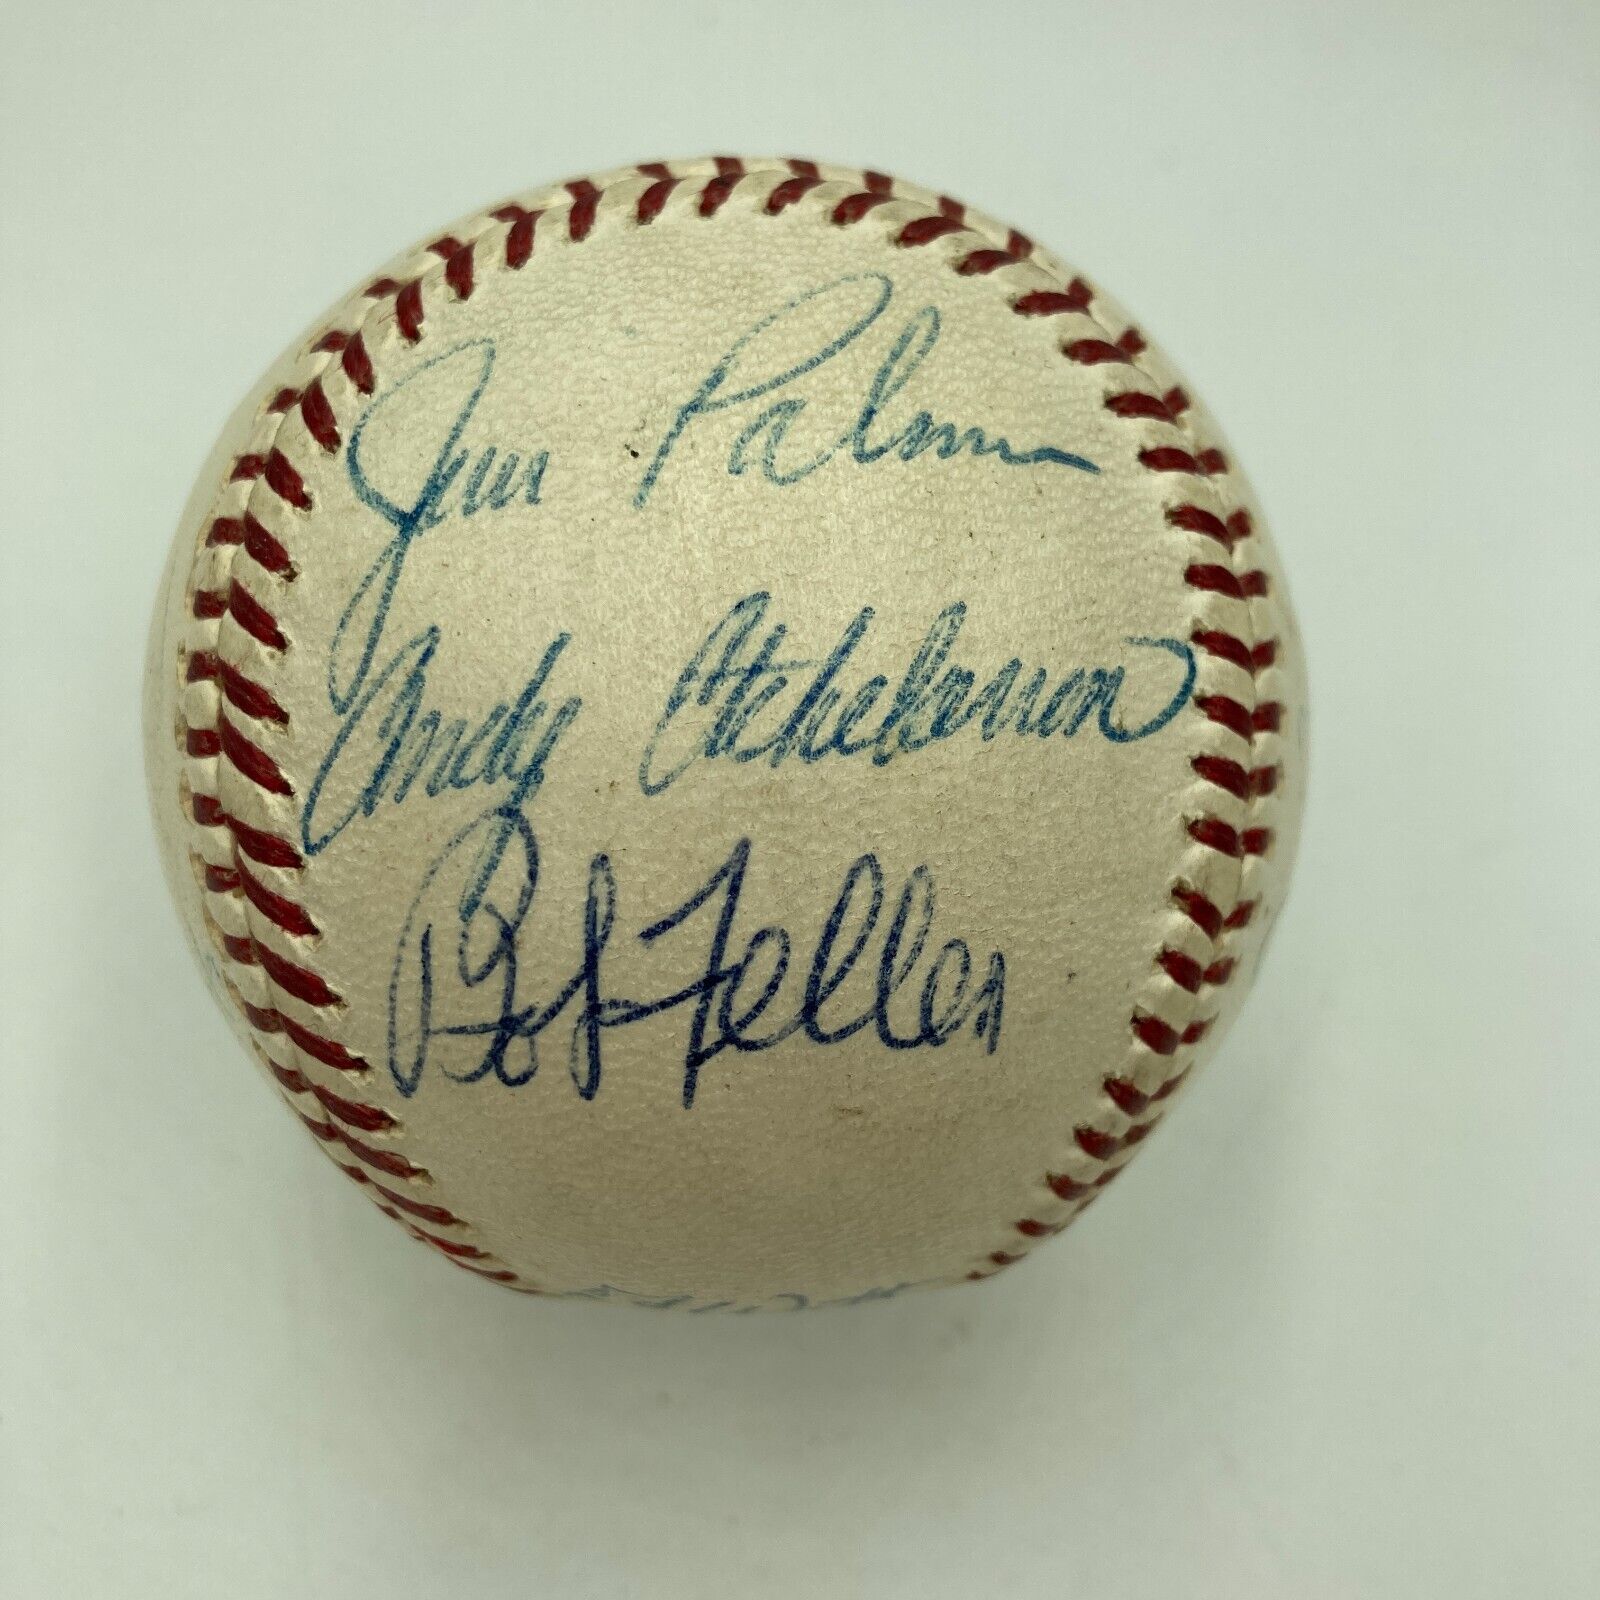 Jim Palmer
Andy Etchebarren
Bob Feller